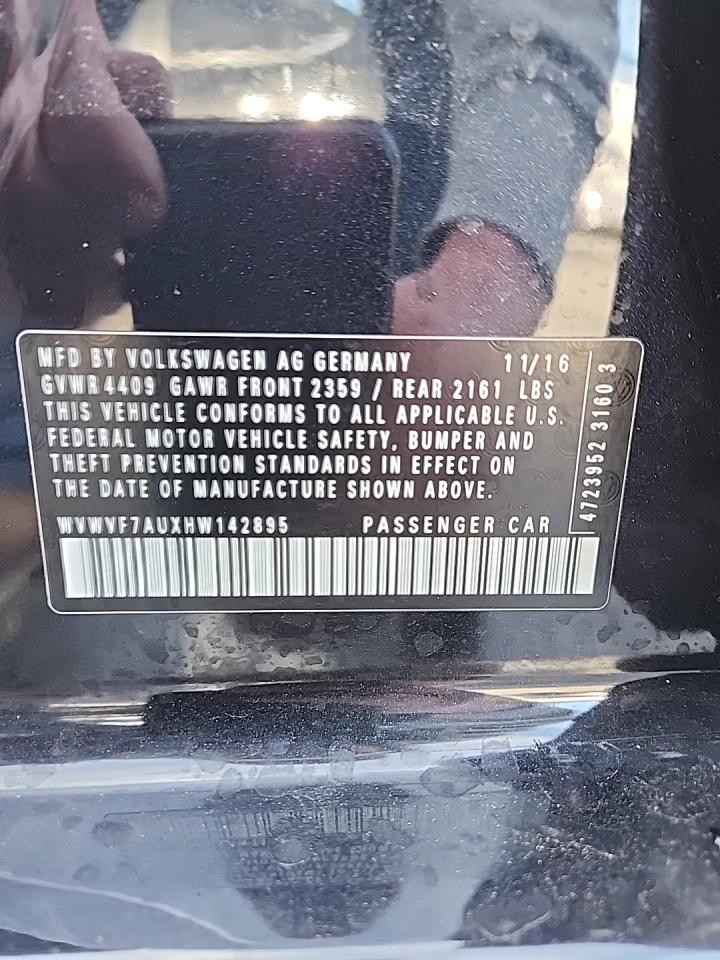 MFD BY VOLKSWAGEN AG GERMANY 11/16
GVWR 4409 GAWR FRONT 2359 / REAR 2161 LBS
THIS VEHICLE CONFORMS TO ALL APPLICABLE U.S.
FEDERAL MOTOR VEHICLE SAFETY, BUMPER AND
THEFT PREVENTION STANDARDS IN EFFECT ON
THE DATE OF MANUFACTURE SHOWN ABOVE.
WVWVF7AUXHW142895 PASSENGER CAR
4723952 3160 3